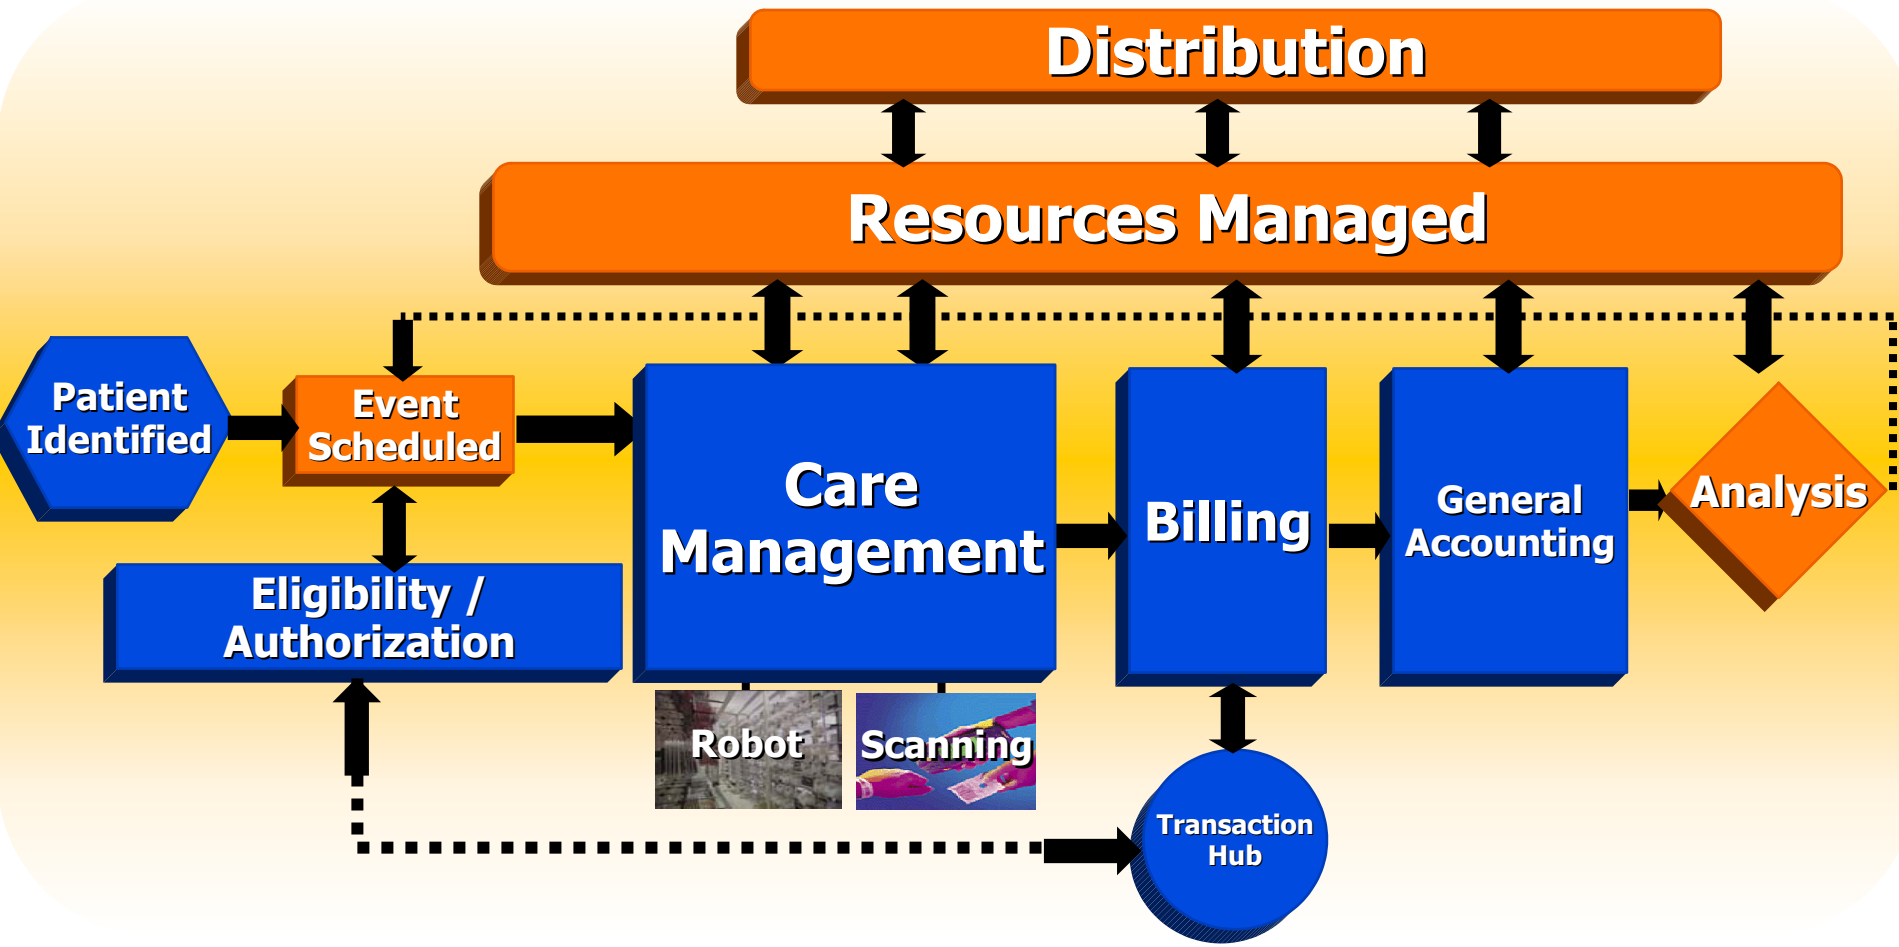 Distribution
Resources Managed
Patient
Identified
Event
Scheduled
Care
Management
Billing
General
Accounting
Analysis
Eligibility /
Authorization
Robot
Scanning
Transaction
Hub